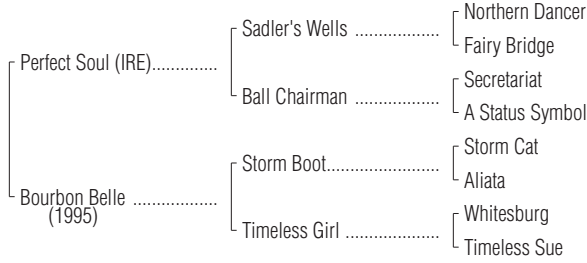 Northern Dancer
Sadler's Wells ..................
Fairy Bridge
Perfect Soul (IRE)..............
Secretariat
Ball Chairman ...................
A Status Symbol
Storm Cat
Storm Boot........................
Aliata
Bourbon Belle ..................
(1995)
Whitesburg
Timeless Girl ....................
Timeless Sue